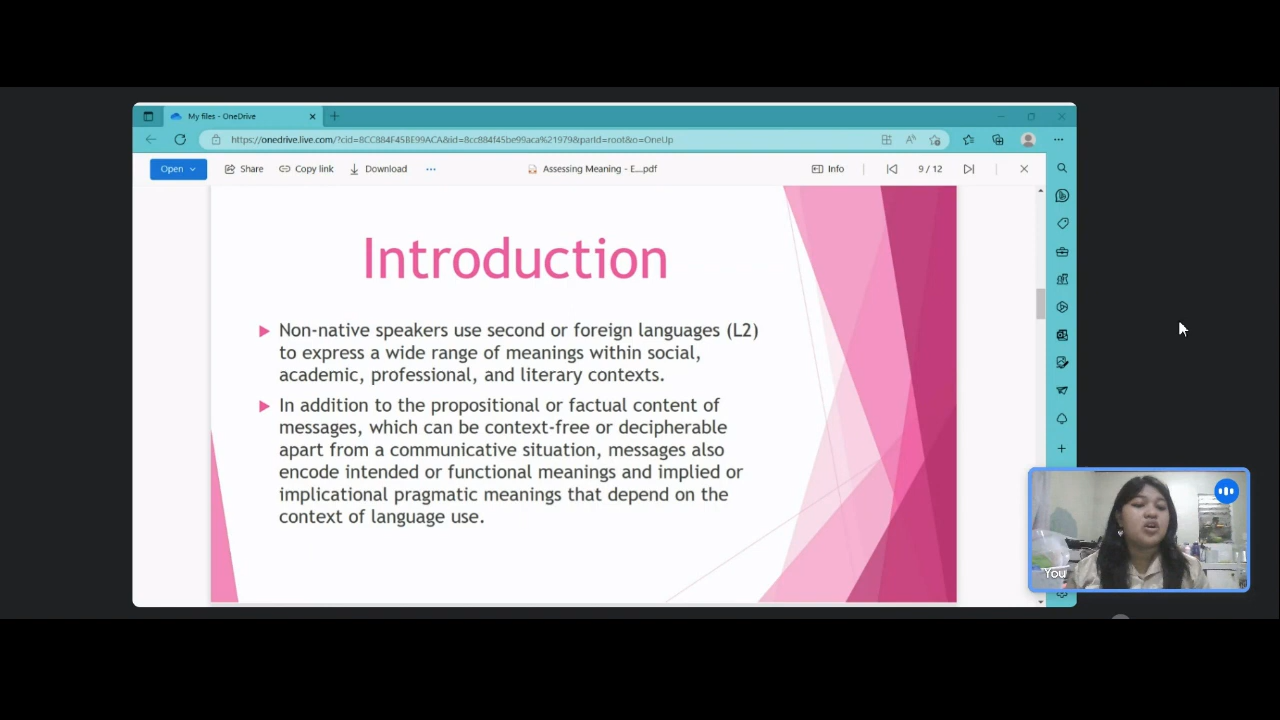 My files - OneDrive
https://onedrive.live.com/?cid=8CC884F45BE99ACA&id=8cc884f45be99aca%21979&parId=root&o=OneUp
Open Share Copy link Download ... Assessing Meaning - E...pdf Info 9 / 12
Introduction
Non-native speakers use second or foreign languages (L2)
to express a wide range of meanings within social,
academic, professional, and literary contexts.
In addition to the propositional or factual content of
messages, which can be context-free or decipherable
apart from a communicative situation, messages also
encode intended or functional meanings and implied or
implicational pragmatic meanings that depend on the
context of language use.
You